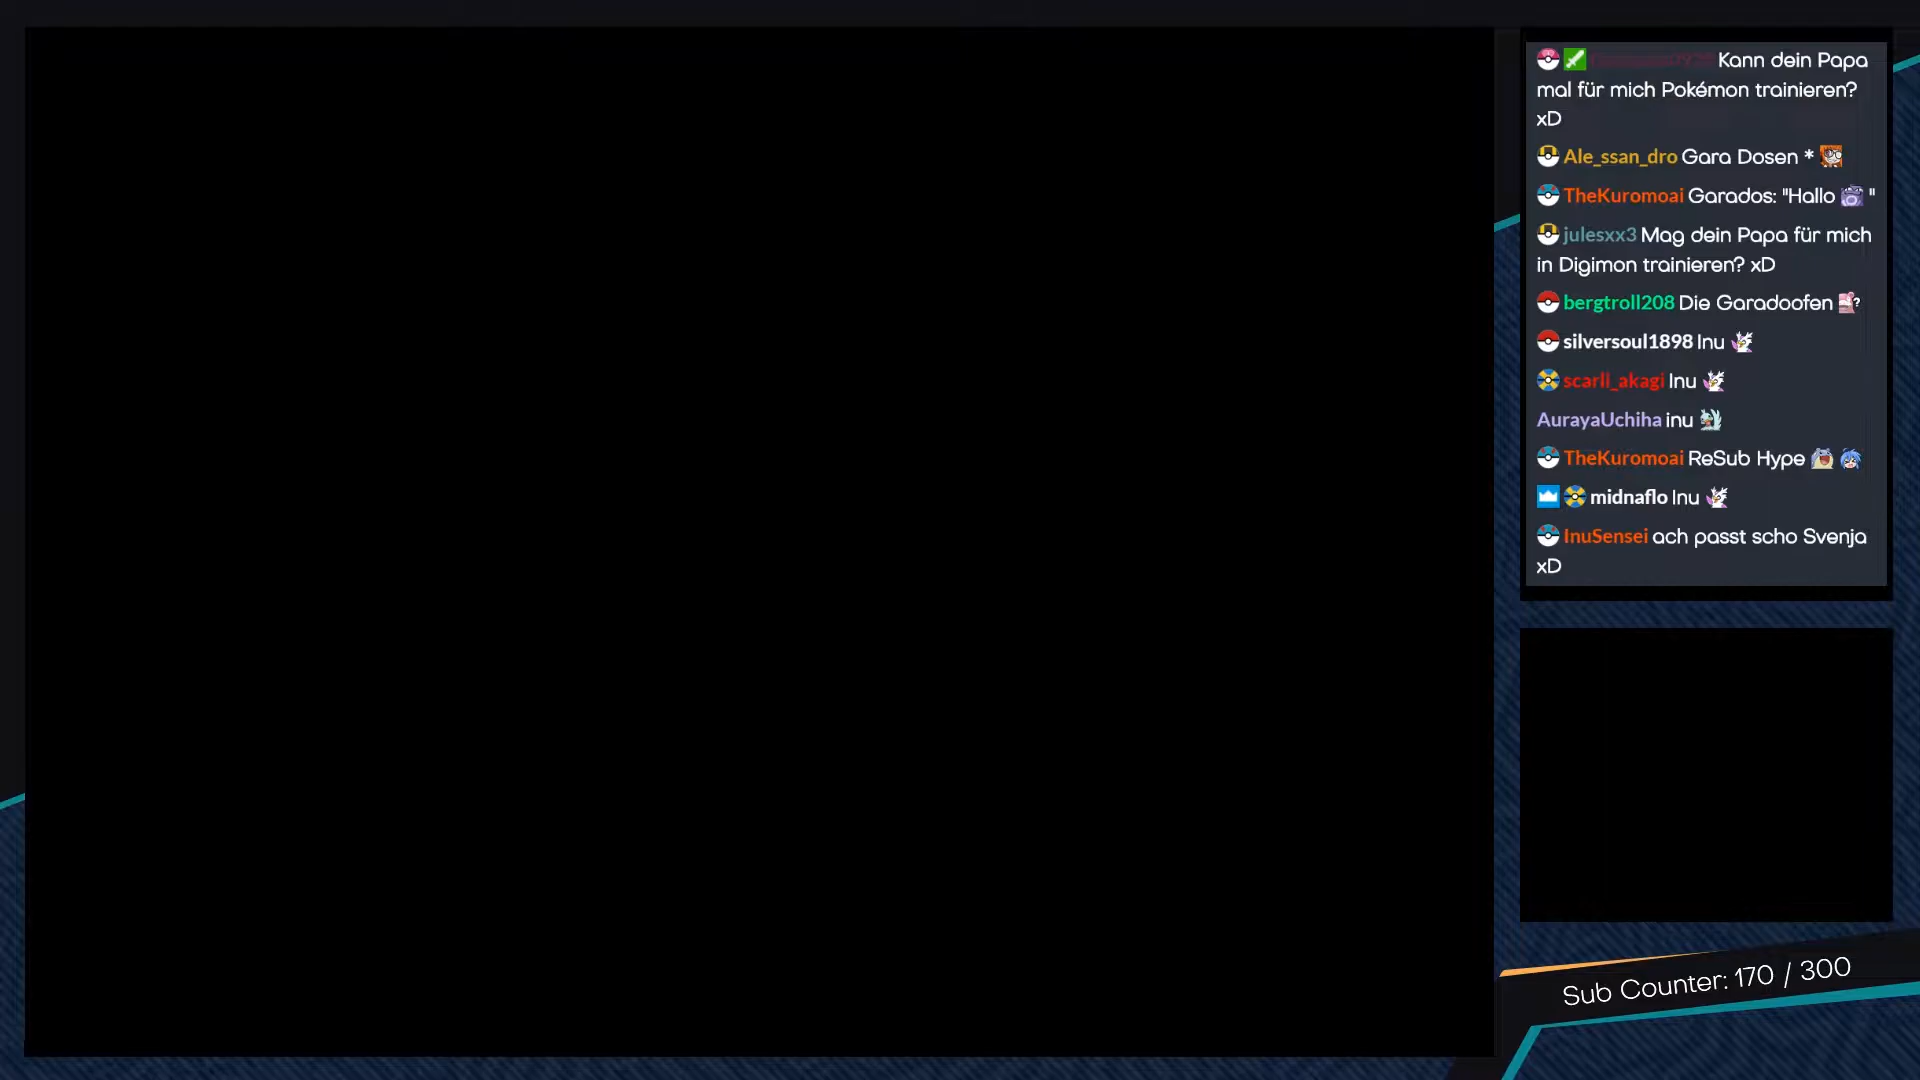 Kann dein Papa
mal für mich Pokémon trainieren?
xD
Ale_ssan_dro Gara Dosen *
TheKuromoai Garados: "Hallo "
julesxx3 Mag dein Papa für mich
in Digimon trainieren? xD
bergtroll208 Die Garadoofen
silversoul1898 Inu
scarll_akagi Inu
AurayaUchiha inu
TheKuromoai ReSub Hype
midnaflo Inu
InuSensei ach passt scho Svenja
xD
Sub Counter: 170 / 300